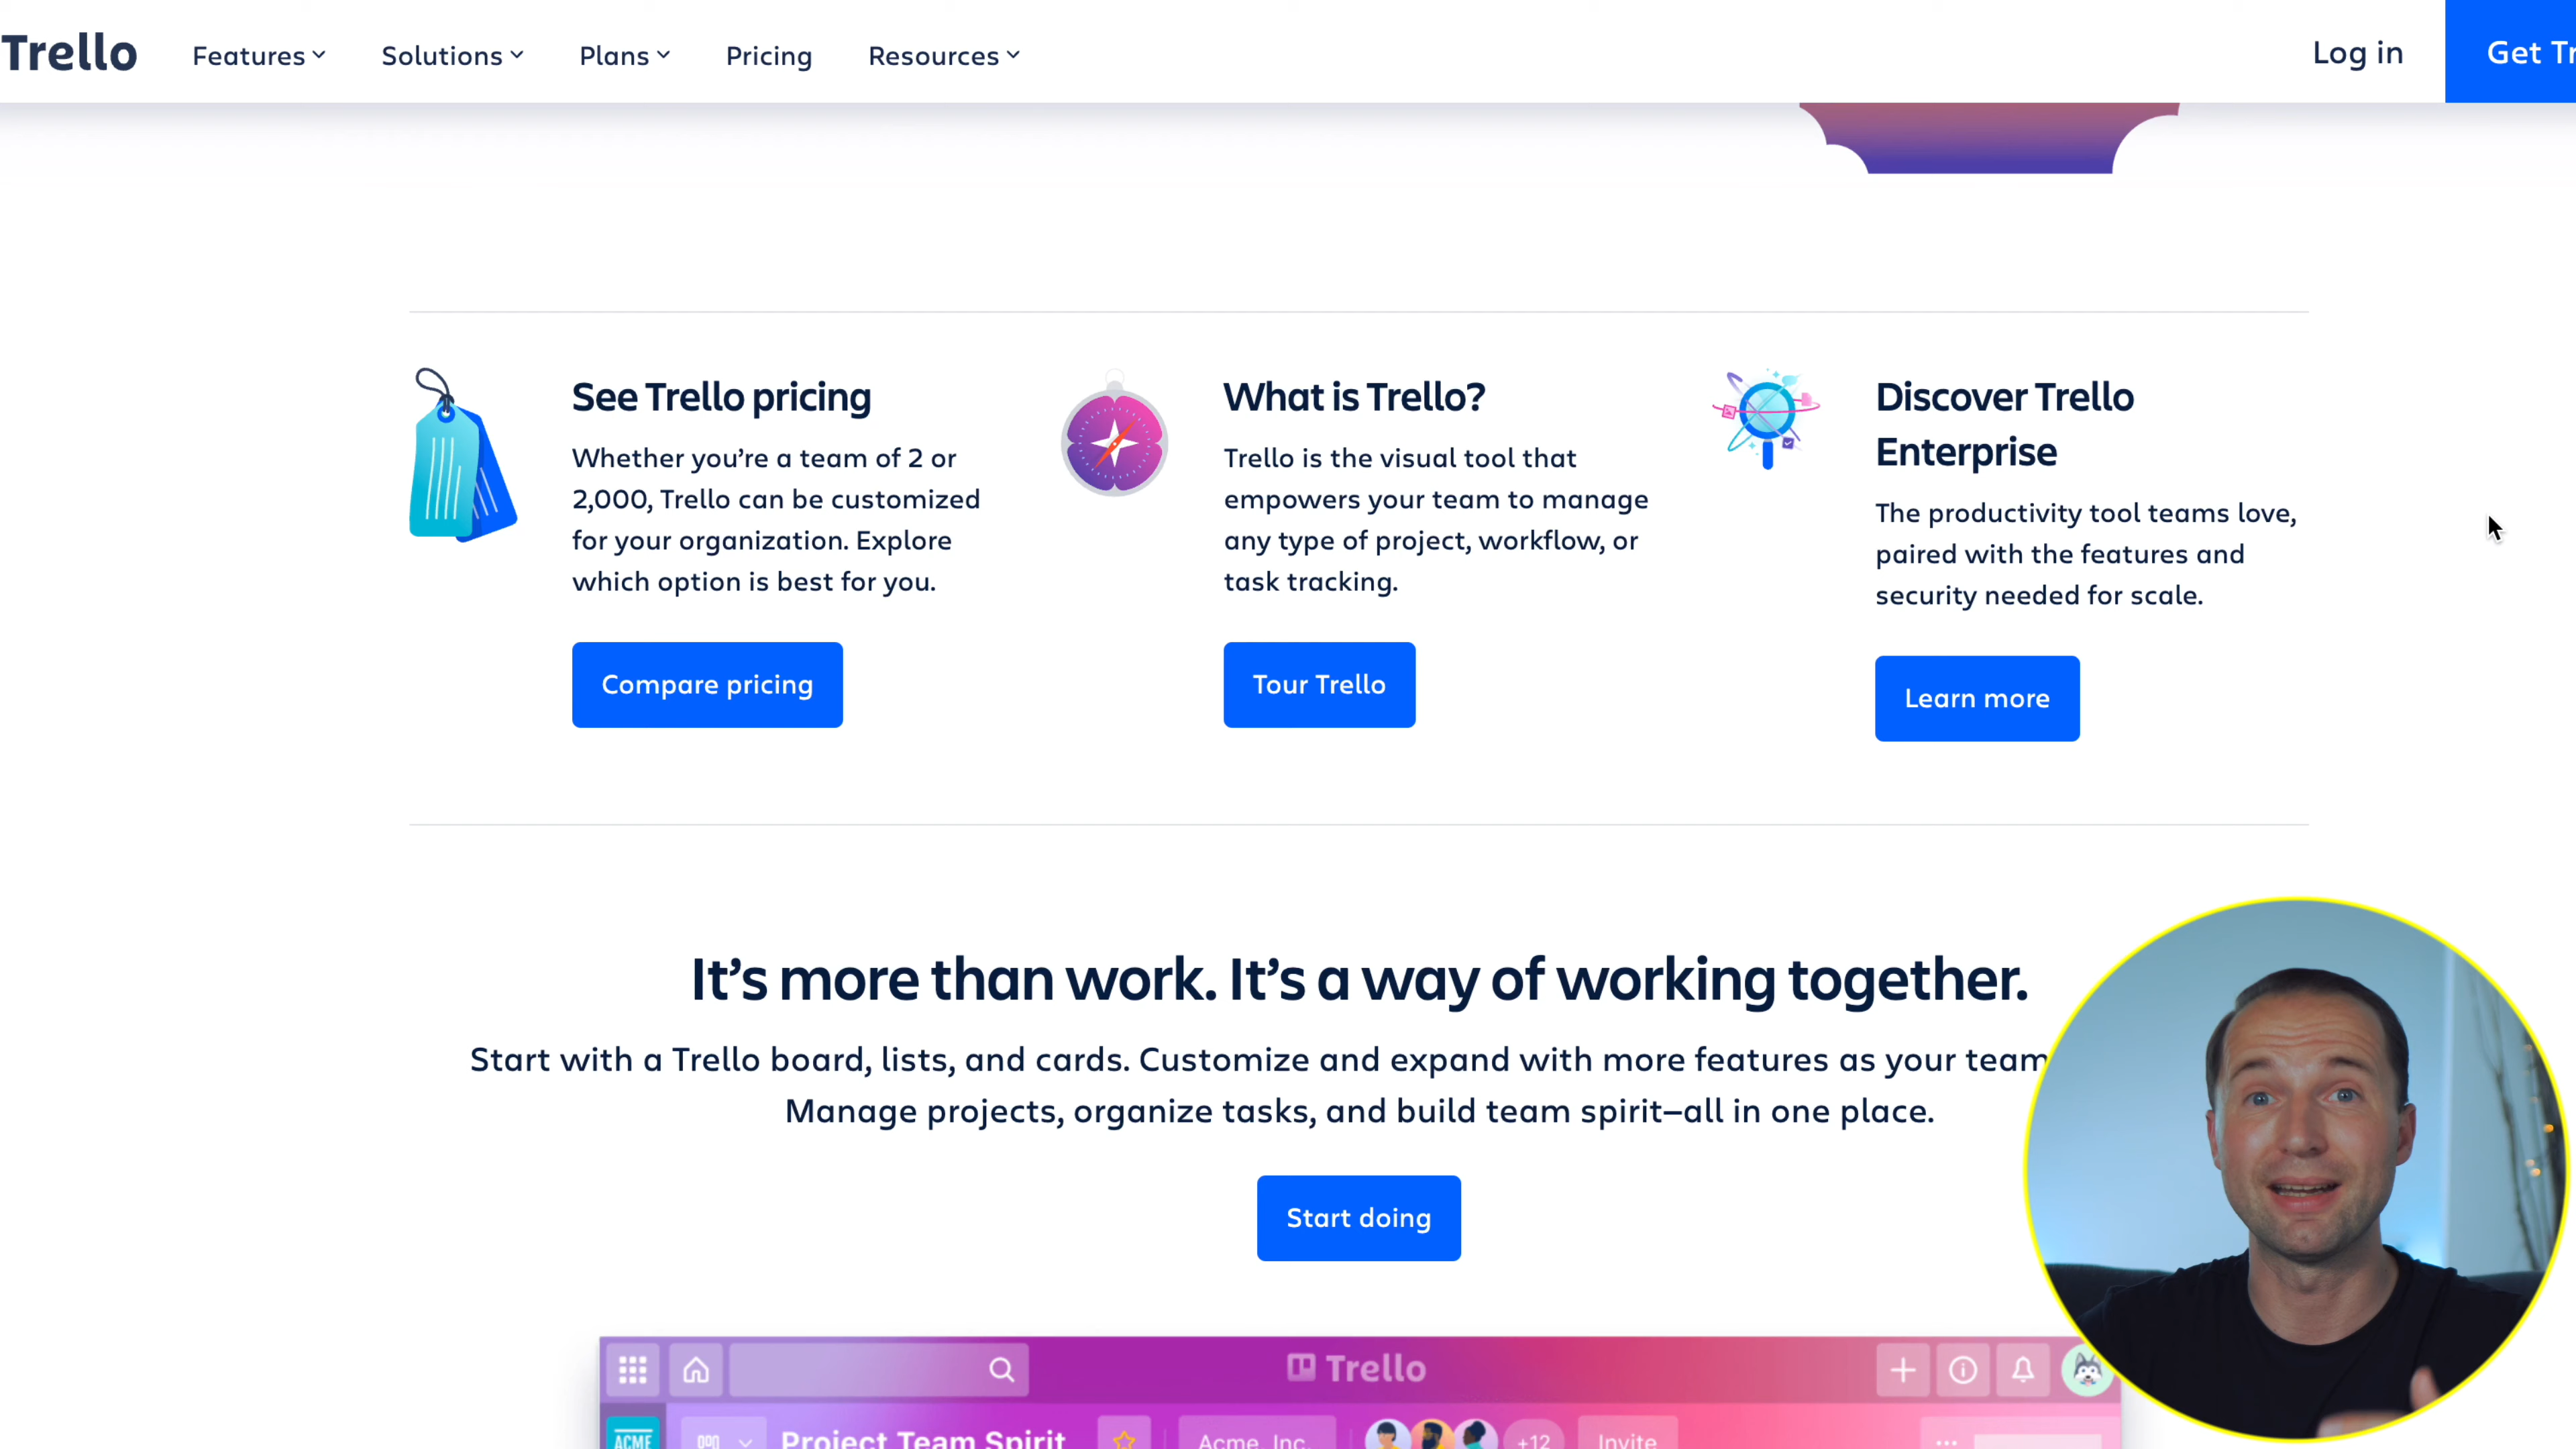 Trello
Features
Solutions
Plans
Pricing
Resources
Log in
Get
See Trello pricing
Whether you’re a team of 2 or
2,000, Trello can be customized
for your organization. Explore
which option is best for you.
Compare pricing
What is Trello?
Trello is the visual tool that
empowers your team to manage
any type of project, workflow, or
task tracking.
Tour Trello
Discover Trello
Enterprise
The productivity tool teams love,
paired with the features and
security needed for scale.
Learn more
It’s more than work. It’s a way of working together.
Start with a Trello board, lists, and cards. Customize and expand with more features as your team
Manage projects, organize tasks, and build team spirit—all in one place.
Start doing
Trello
ACME
Project Team Spirit
Acme, Inc.
+12
Invite